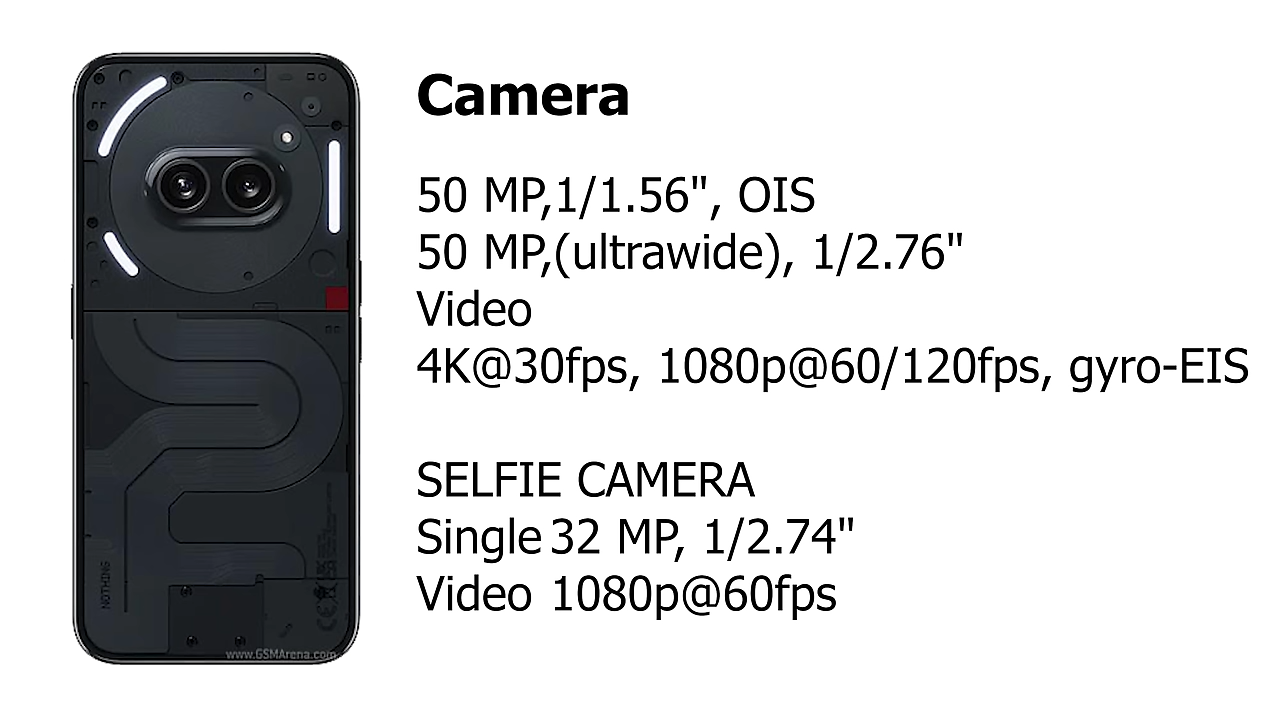 Camera
50 MP,1/1.56", OIS
50 MP,(ultrawide), 1/2.76"
Video
4K@30fps, 1080p@60/120fps, gyro-EIS
SELFIE CAMERA
Single 32 MP, 1/2.74"
Video 1080p@60fps
NOTHING
www.GSMArena.com